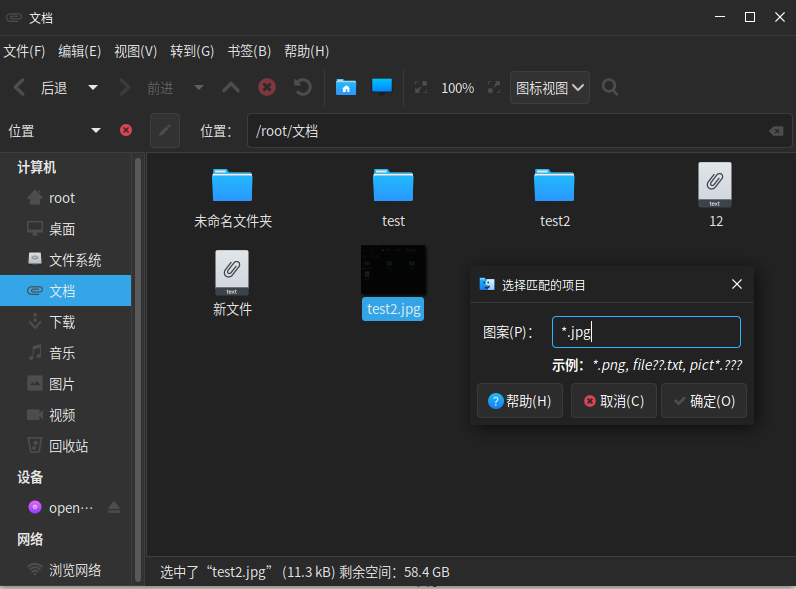 文档
文件(F) 编辑(E) 视图(V) 转到(G) 书签(B) 帮助(H)
后退 前进 100% 图标视图
位置 位置： /root/文档
计算机
root
桌面
文件系统
文档
下载
音乐
图片
视频
回收站
设备
open…
网络
浏览网络
未命名文件夹 test test2 text 12
text 新文件 test2.jpg
选择匹配的项目
图案(P)： *.jpg
示例：*.png, file??.txt, pict*.???
帮助(H) 取消(C) 确定(O)
选中了“test2.jpg” (11.3 kB) 剩余空间：58.4 GB